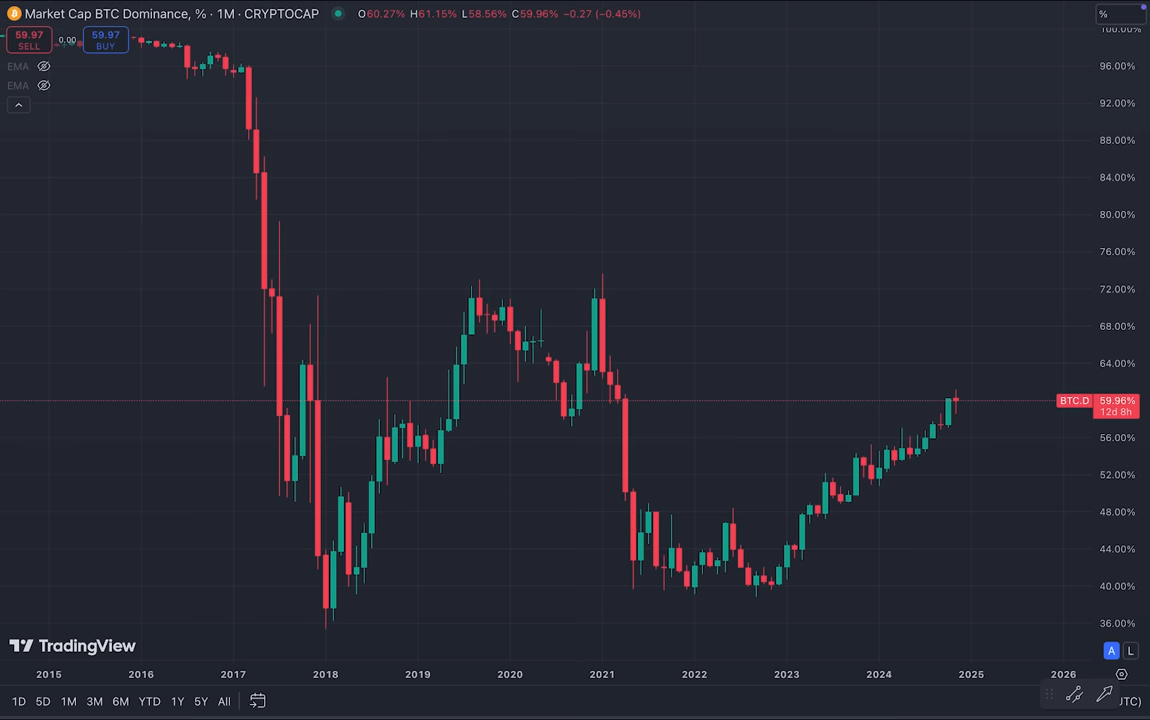 Market Cap BTC Dominance, % · 1M · CRYPTOCAP O60.27% H61.15% L58.56% C59.96% −0.27 (−0.45%)
%
59.97 SELL
0.00
59.97 BUY
EMA
EMA
100.00%
96.00%
92.00%
88.00%
84.00%
80.00%
76.00%
72.00%
68.00%
64.00%
BTC.D 59.96%
12d 8h
56.00%
52.00%
48.00%
44.00%
40.00%
36.00%
TradingView
A L
2015 2016 2017 2018 2019 2020 2021 2022 2023 2024 2025 2026
1D 5D 1M 3M 6M YTD 1Y 5Y All
UTC)